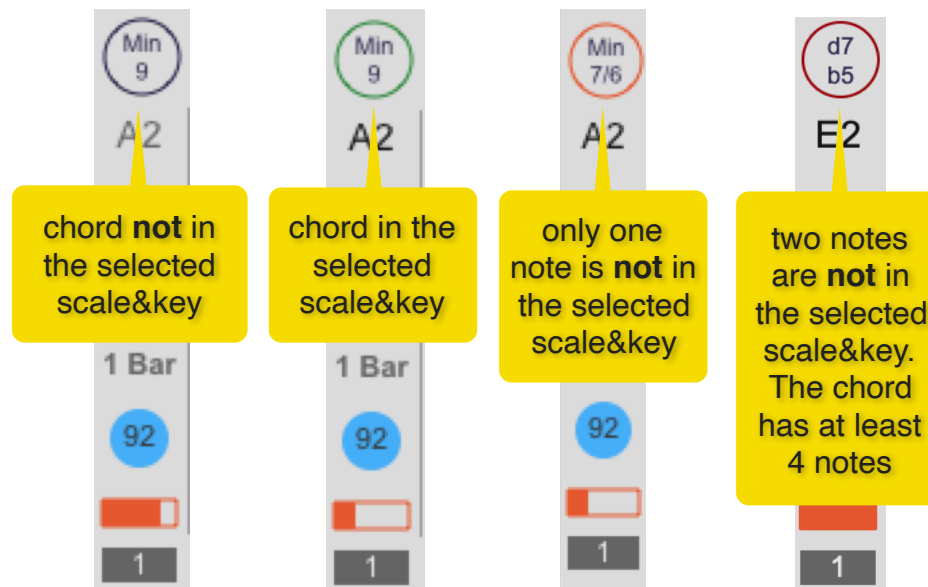 Min
9
A2
chord not in
the selected
scale&key
1 Bar
92
1
Min
9
A2
chord in the
selected
scale&key
1 Bar
92
1
Min
7/6
A2
only one
note is not in
the selected
scale&key
92
1
d7
b5
E2
two notes
are not in
the selected
scale&key.
The chord
has at least
4 notes
1